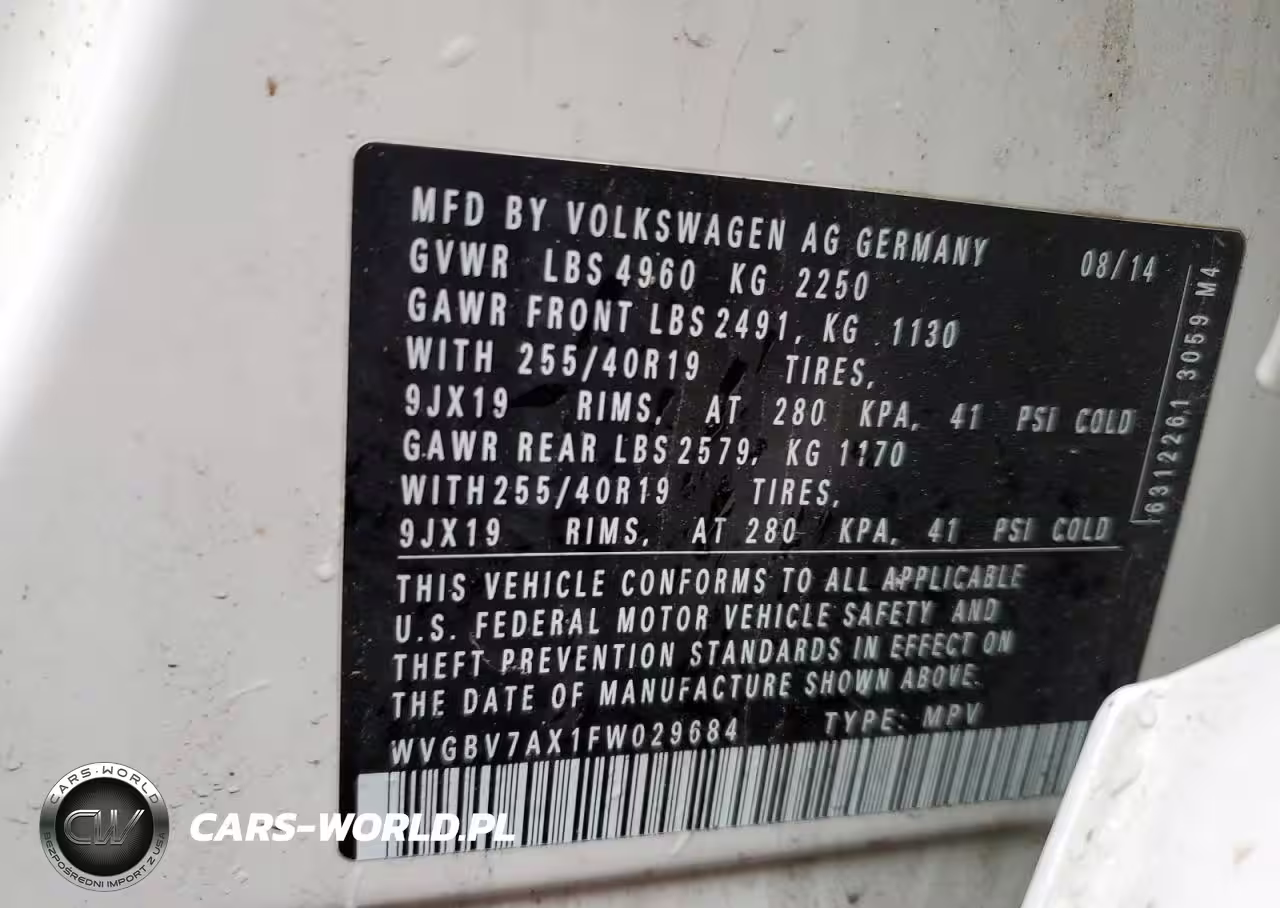 MFD BY VOLKSWAGEN AG GERMANY 08/14
GVWR LBS 4960 KG 2250
GAWR FRONT LBS 2491, KG 1130
WITH 255/40R19 TIRES,
9JX19 RIMS, AT 280 KPA, 41 PSI COLD
GAWR REAR LBS 2579, KG 1170
WITH 255/40R19 TIRES,
9JX19 RIMS, AT 280 KPA, 41 PSI COLD
THIS VEHICLE CONFORMS TO ALL APPLICABLE
U.S. FEDERAL MOTOR VEHICLE SAFETY AND
THEFT PREVENTION STANDARDS IN EFFECT ON
THE DATE OF MANUFACTURE SHOWN ABOVE.
WVGBV7AX1FW029684 TYPE: MPV
6312261 3059 M4 7
CARS-WORLD
CW
BEZPOŚREDNI IMPORT Z USA
CARS-WORLD.PL